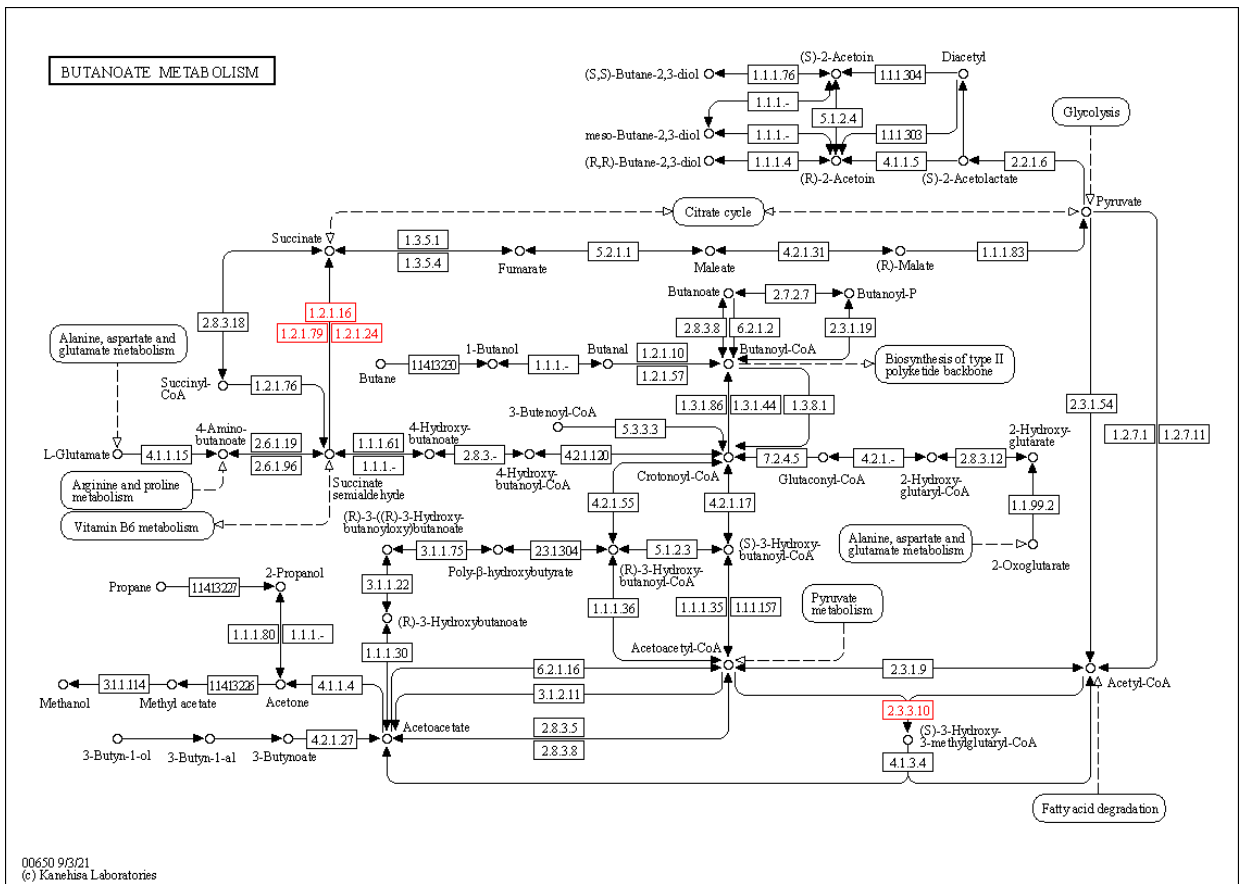 BUTANOATE METABOLISM
(S)-2-Acetoin
Diacetyl
(S,S)-Butane-2,3-diol
1.1.1.76
1.1.1.304
1.1.1.-
5.1.2.4
Glycolysis
meso-Butane-2,3-diol
1.1.1.-
1.1.1.303
(R,R)-Butane-2,3-diol
1.1.1.4
4.1.1.5
2.2.1.6
(R)-2-Acetoin
(S)-2-Acetolactate
Citrate cycle
Pyruvate
Succinate
1.3.5.1
1.3.5.4
Fumarate
5.2.1.1
Maleate
4.2.1.31
(R)-Malate
1.1.1.83
Butanoate
2.7.2.7
Butanoyl-P
1.2.1.16
1.2.1.79
1.2.1.24
2.8.3.18
2.8.3.8
6.2.1.2
2.3.1.19
Alanine, aspartate and
glutamate metabolism
1-Butanol
Butanal
1.2.1.10
Butanoyl-CoA
Butane
1.14.13.230
1.1.1.-
1.2.1.57
Biosynthesis of type II
polyketide backbone
Succinyl-
CoA
1.2.1.76
1.3.1.86
1.3.1.44
1.3.8.1
2.3.1.54
3-Butenoyl-CoA
5.3.3.3
1.2.7.1
1.2.7.11
4-Amino-
butanoate
4-Hydroxy-
butanoate
2-Hydroxy-
glutarate
L-Glutamate
4.1.1.15
2.6.1.19
2.6.1.96
1.1.1.61
1.1.1.-
2.8.3.-
4.2.1.120
7.2.4.5
4.2.1.-
2.8.3.12
4-Hydroxy-
butanoyl-CoA
Crotonoyl-CoA
Glutaconyl-CoA
2-Hydroxy-
glutaryl-CoA
Arginine and proline
metabolism
Succinate
semialdehyde
4.2.1.55
4.2.1.17
1.1.99.2
Vitamin B6 metabolism
(R)-3-((R)-3-Hydroxy-
butanoyloxy)butanoate
Alanine, aspartate and
glutamate metabolism
3.1.1.75
2.3.1.304
5.1.2.3
(S)-3-Hydroxy-
butanoyl-CoA
Poly-β-hydroxybutyrate
(R)-3-Hydroxy-
butanoyl-CoA
2-Oxoglutarate
2-Propanol
Propane
1.14.13.227
3.1.1.22
1.1.1.36
1.1.1.35
1.1.1.157
Pyruvate
metabolism
(R)-3-Hydroxybutanoate
1.1.1.80
1.1.1.-
1.1.1.30
Acetoacetyl-CoA
6.2.1.16
2.3.1.9
Acetyl-CoA
3.1.1.114
1.14.13.226
4.1.1.4
3.1.2.11
Methanol
Methyl acetate
Acetone
2.3.3.10
Acetoacetate
2.8.3.5
2.8.3.8
(S)-3-Hydroxy-
3-methylglutaryl-CoA
4.2.1.27
3-Butyn-1-ol
3-Butyn-1-al
3-Butynoate
4.1.3.4
Fatty acid degradation
00650 9/3/21
(c) Kanehisa Laboratories